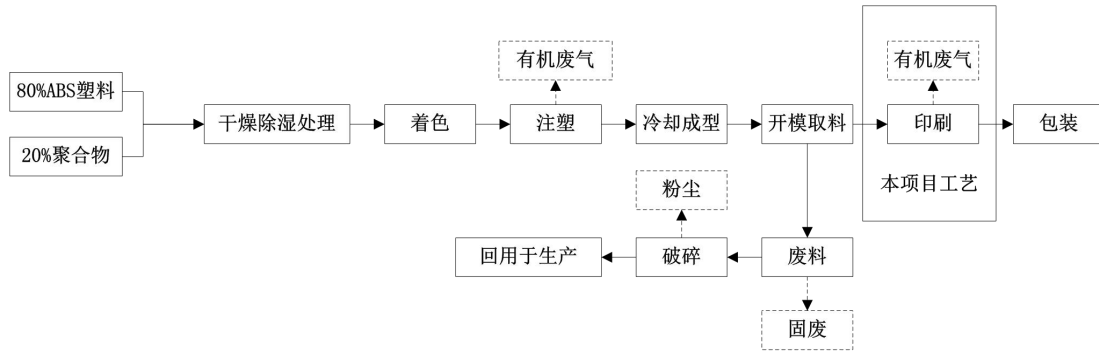 有机废气
有机废气
80%ABS塑料
干燥除湿处理
着色
注塑
冷却成型
开模取料
印刷
包装
20%聚合物
本项目工艺
粉尘
回用于生产
破碎
废料
固废